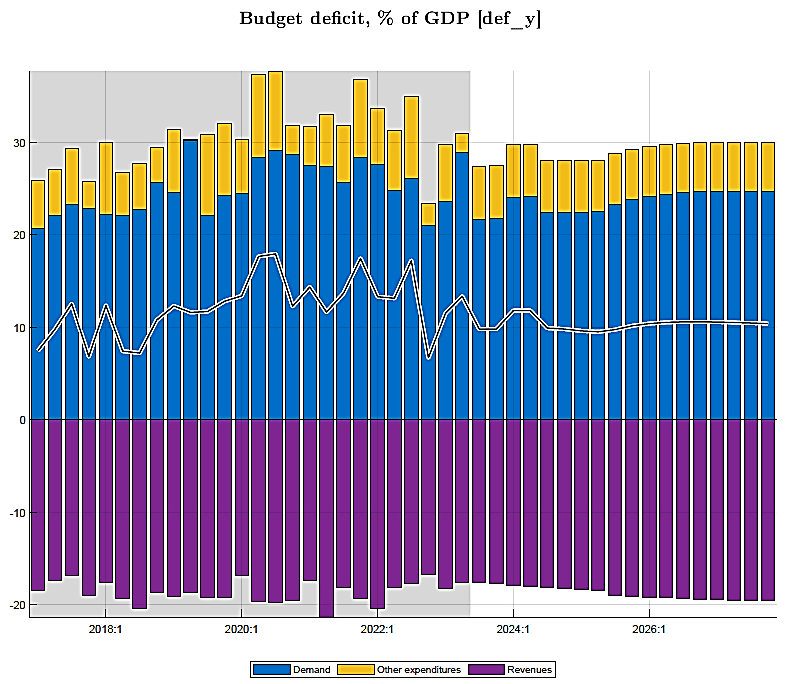 Budget deficit, % of GDP [def_y]
30
20
10
0
-10
-20
2018:1 2020:1 2022:1 2024:1 2026:1
Demand Other expenditures Revenues